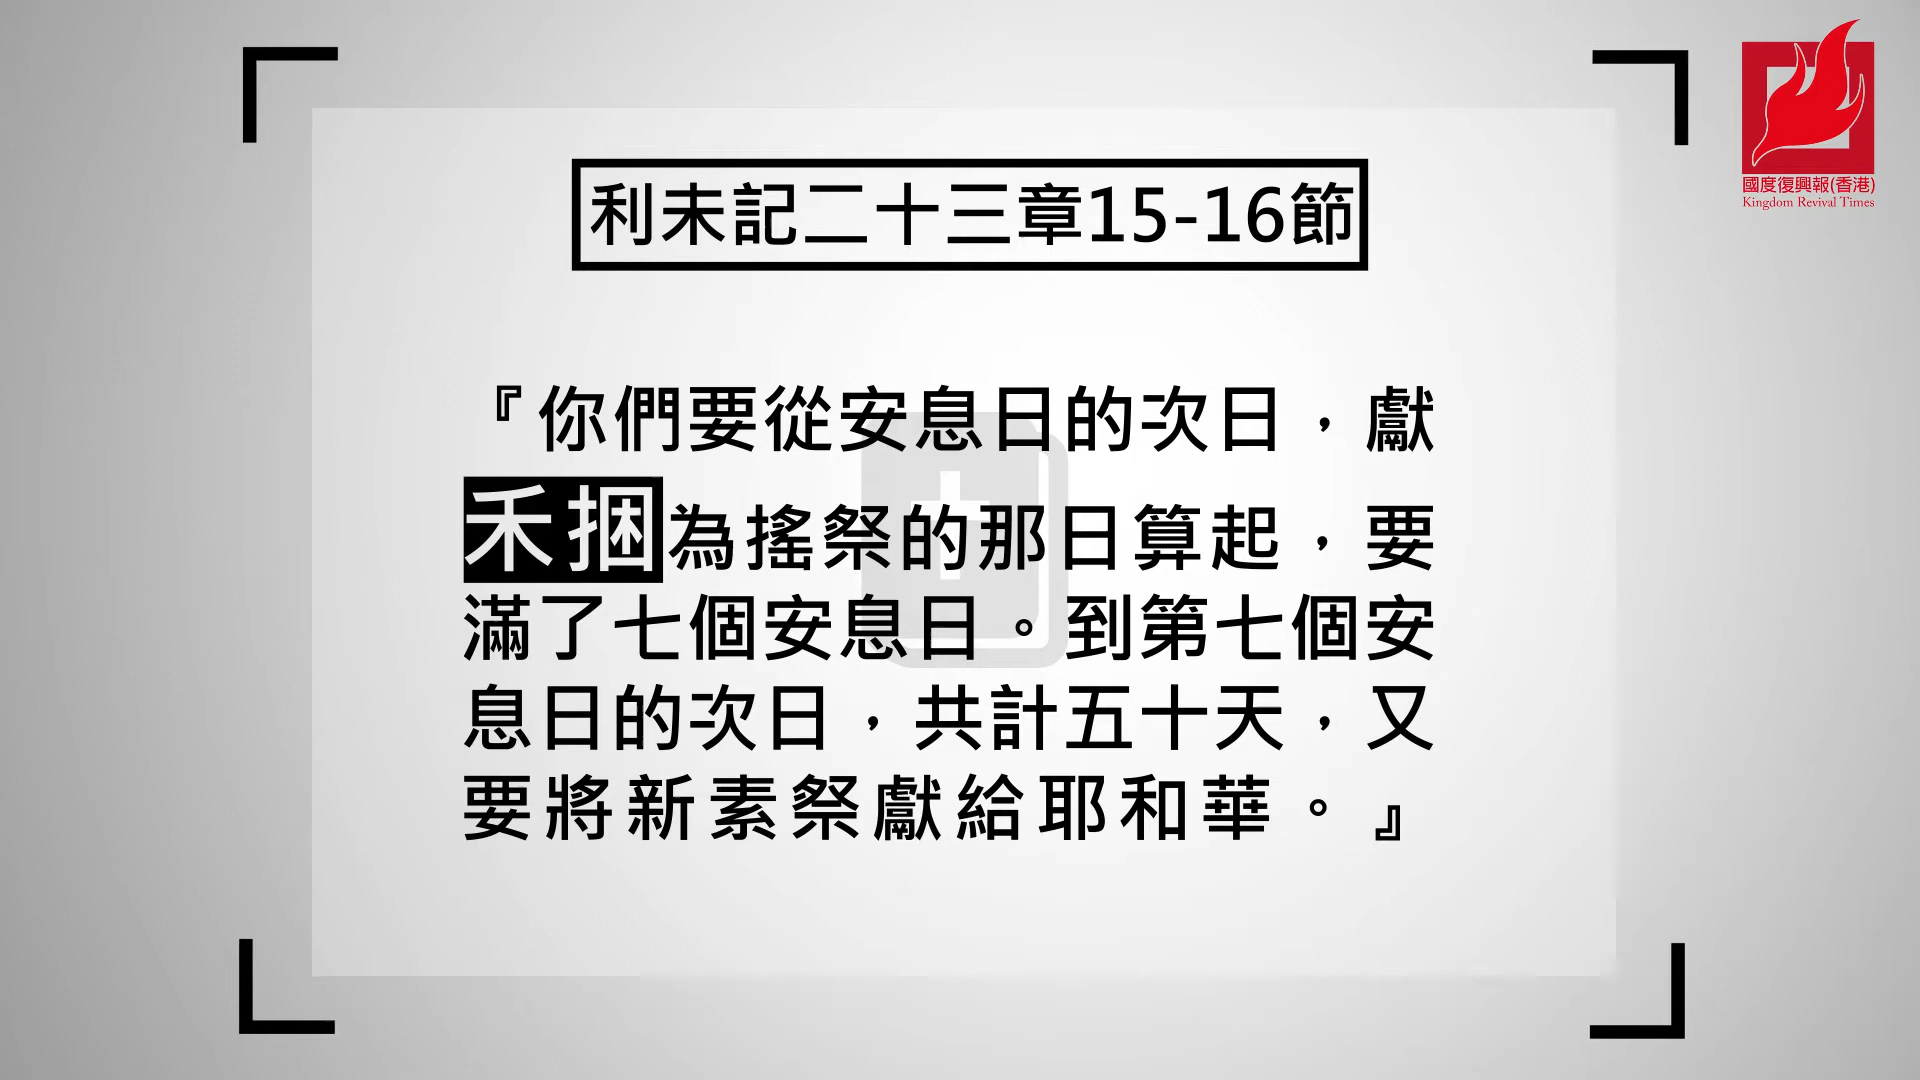 國度復興報(香港)
Kingdom Revival Times
利未記二十三章15-16節
『你們要從安息日的次日，獻
禾捆為搖祭的那日算起，要
滿了七個安息日。到第七個安
息日的次日，共計五十天，又
要將新素祭獻給耶和華。』